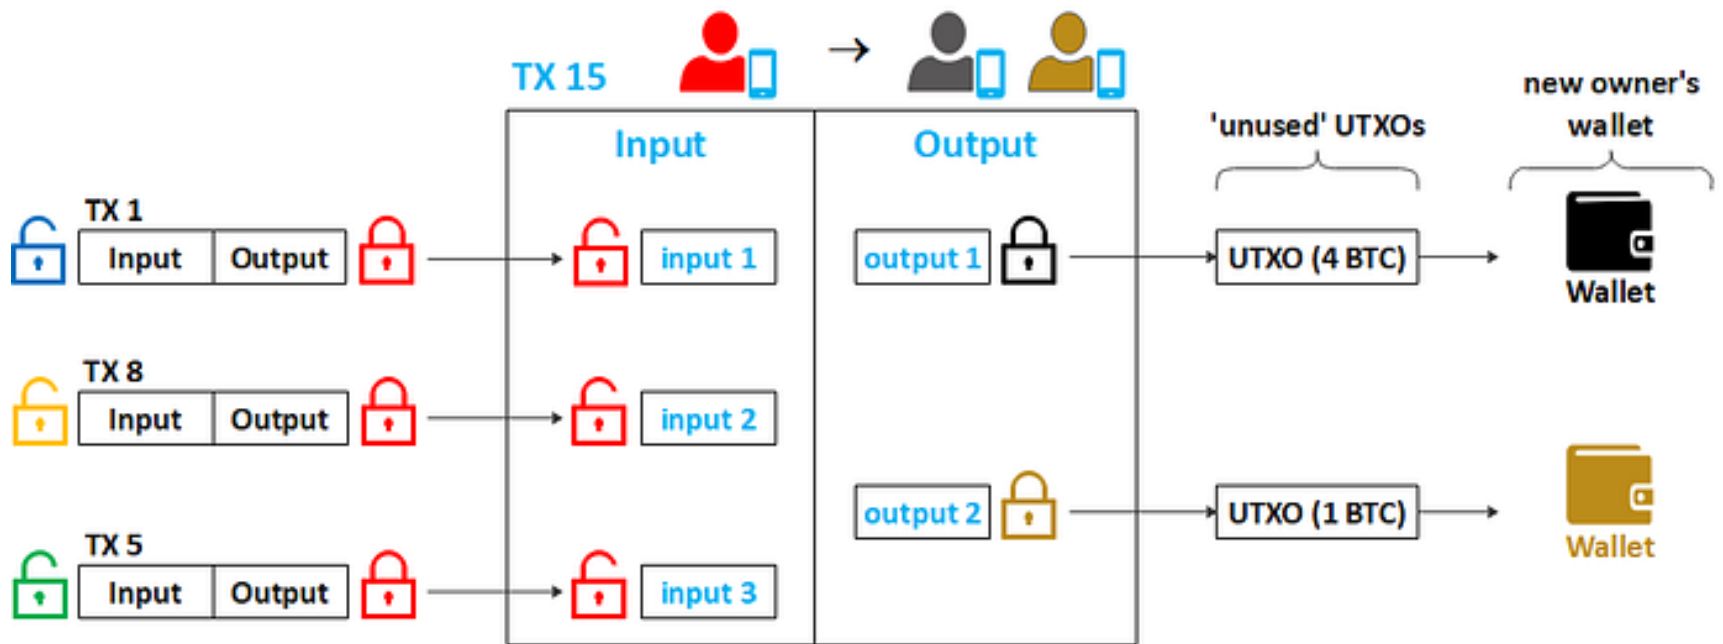 TX 15
new owner's
wallet
'unused' UTXOs
Input
Output
TX 1
Input
Output
input 1
output 1
UTXO (4 BTC)
Wallet
TX 8
Input
Output
input 2
output 2
UTXO (1 BTC)
Wallet
TX 5
Input
Output
input 3